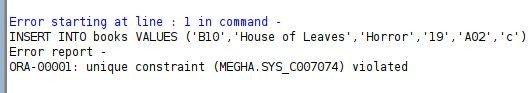 Error starting at line : 1 in command -
INSERT INTO books VALUES ('B10','House of Leaves','Horror','19','A02','c')
Error report -
ORA-00001: unique constraint (MEGHA.SYS_C007074) violated